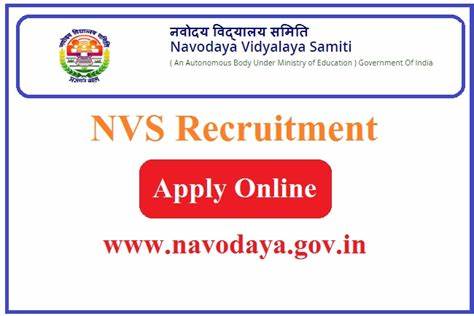 नवोदय विद्यालय समिति
Navodaya Vidyalaya Samiti
( An Autonomous Body Under Ministry of Education ) Government Of India
NVS Recruitment
Apply Online
www.navodaya.gov.in